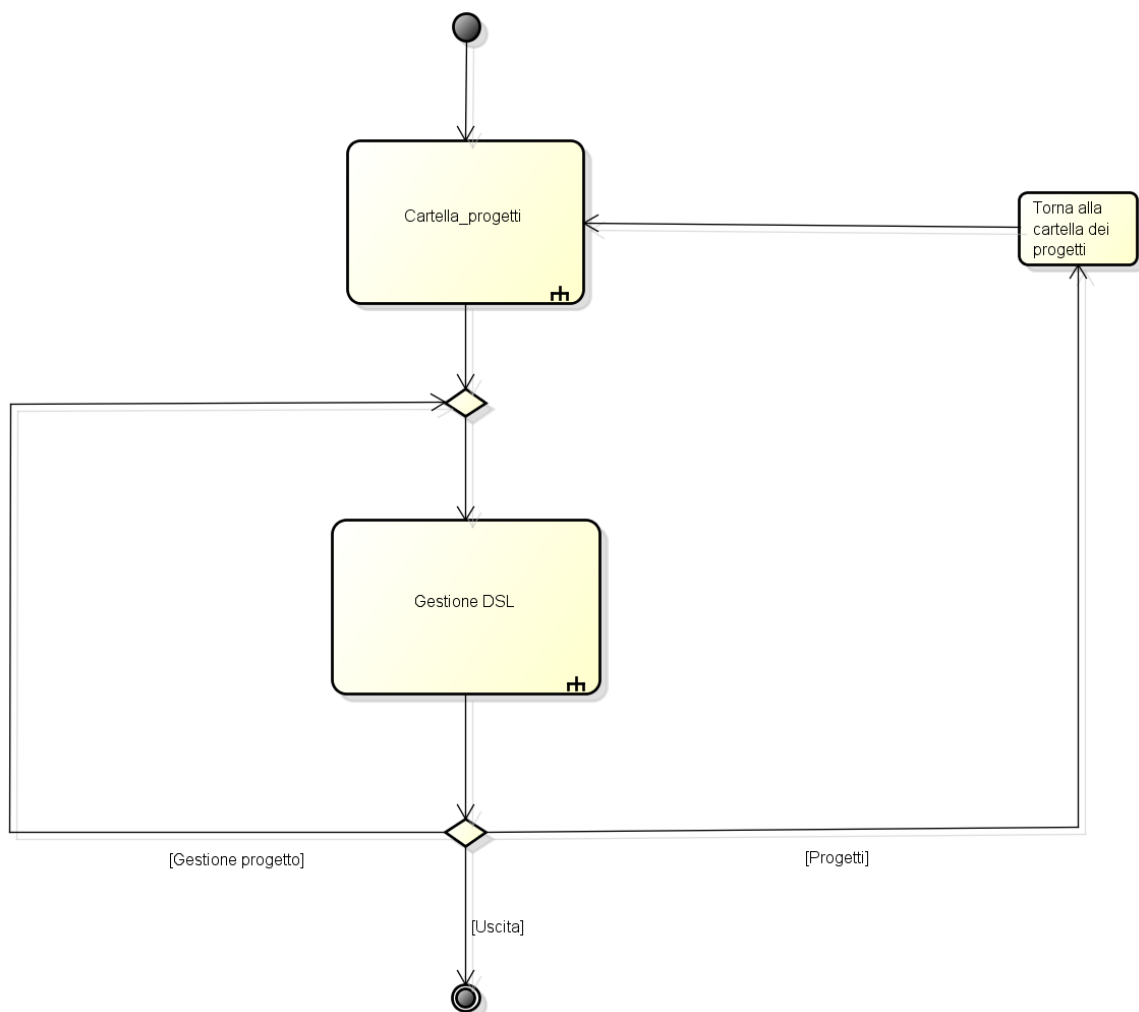 Cartella_progetti
Torna alla
cartella dei
progetti
Gestione DSL
[Gestione progetto]
[Progetti]
[Uscita]